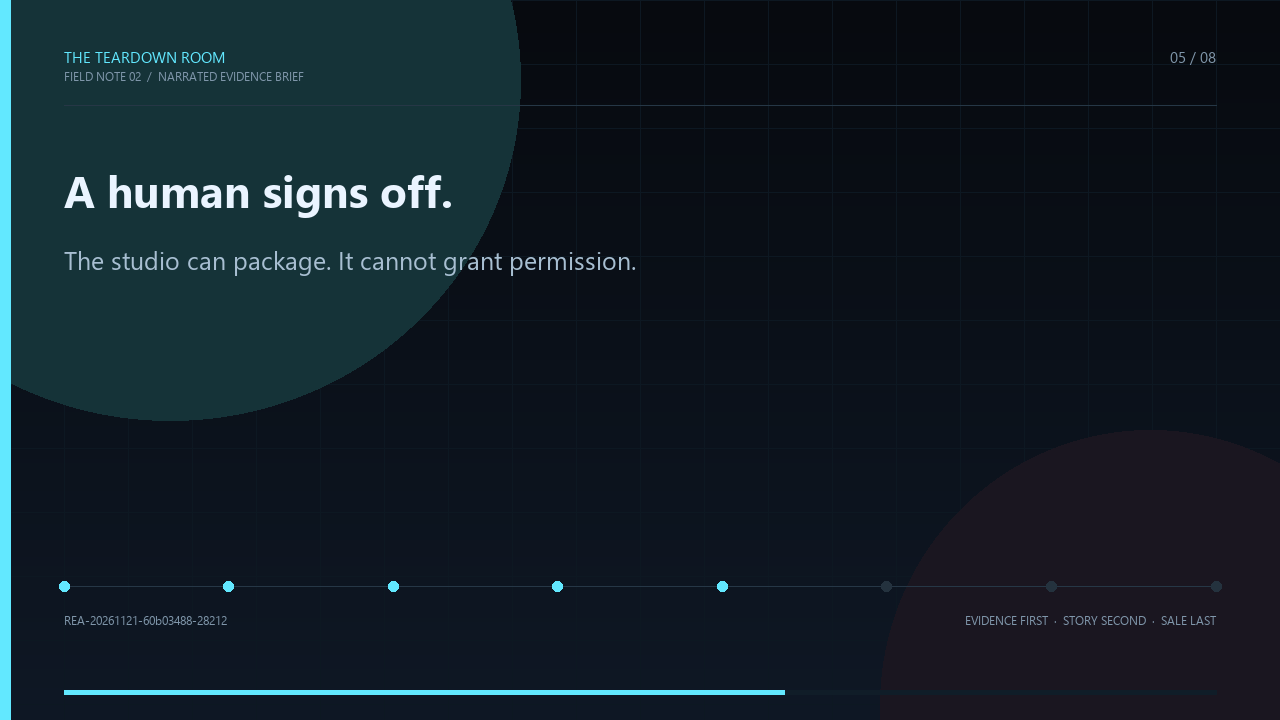 THE TEARDOWN ROOM
05 / 08
FIELD NOTE 02 / NARRATED EVIDENCE BRIEF
A human signs off.
The studio can package. It cannot grant permission.
REA-20261121-60b03488-28212
EVIDENCE FIRST · STORY SECOND · SALE LAST